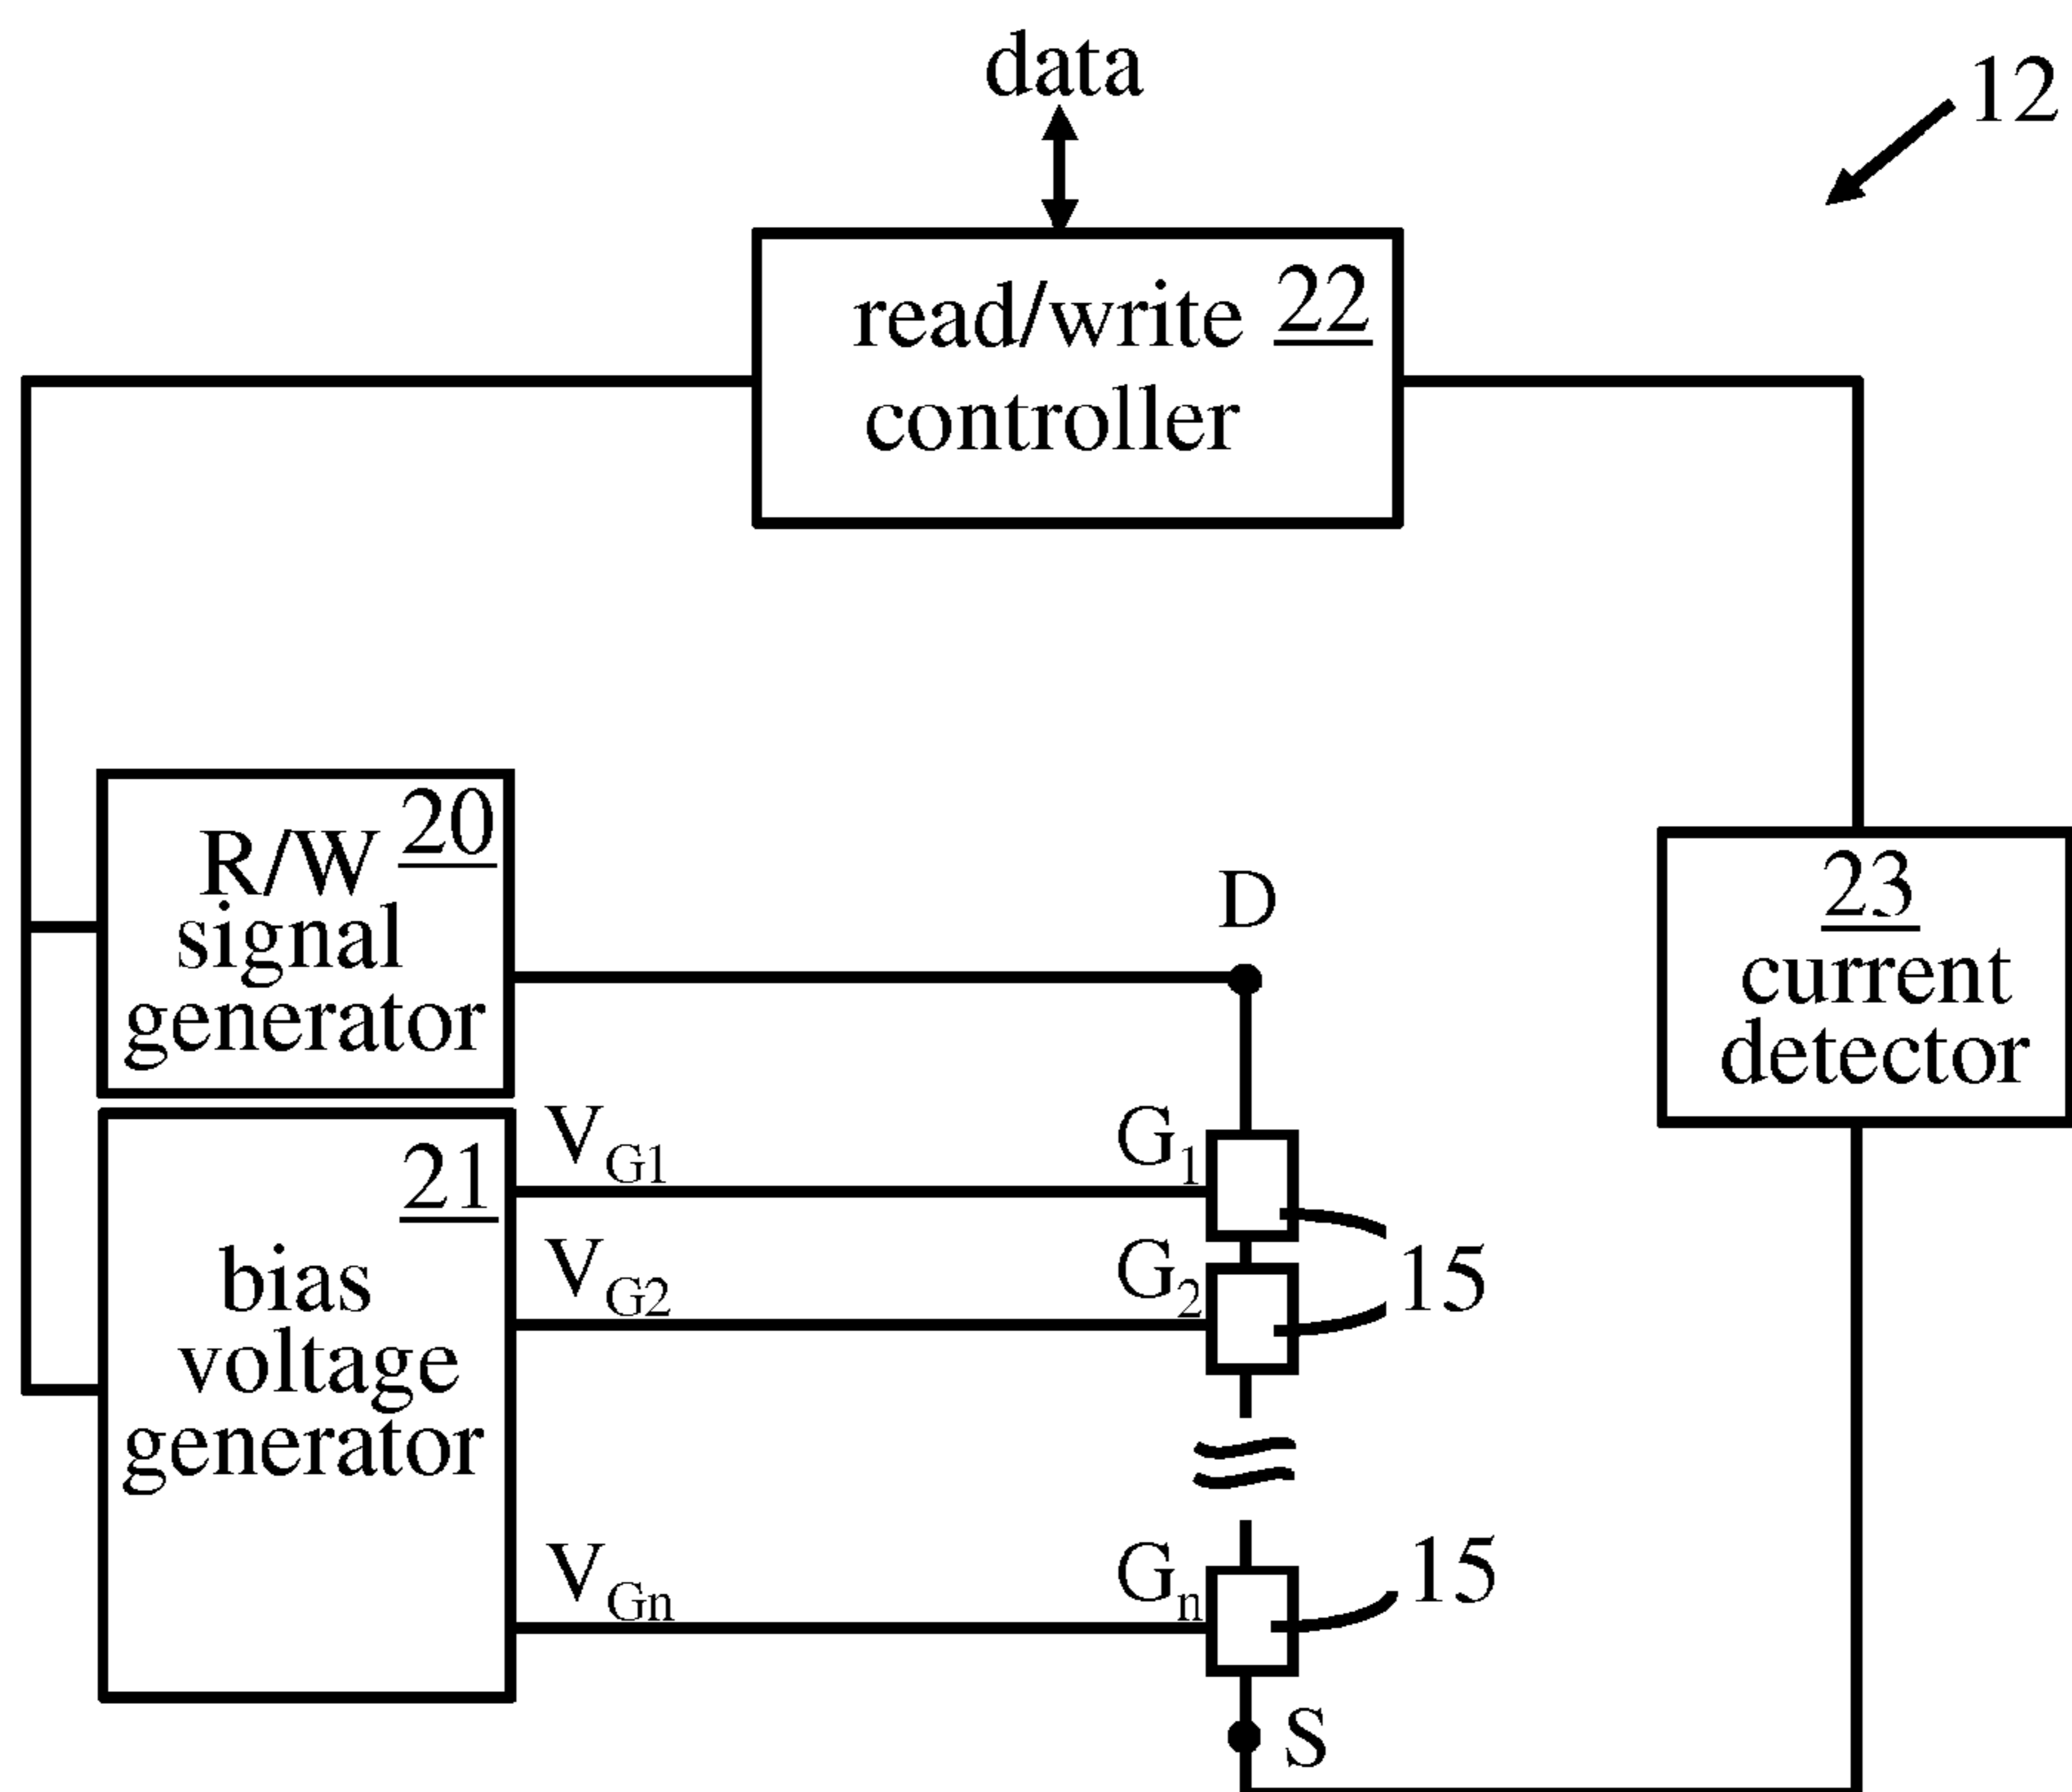 data
12
read/write 22
controller
20
R/W
signal
generator
D
23
current
detector
21
bias
voltage
generator
V_G1
G_1
V_G2
G_2
15
V_Gn
G_n
15
S